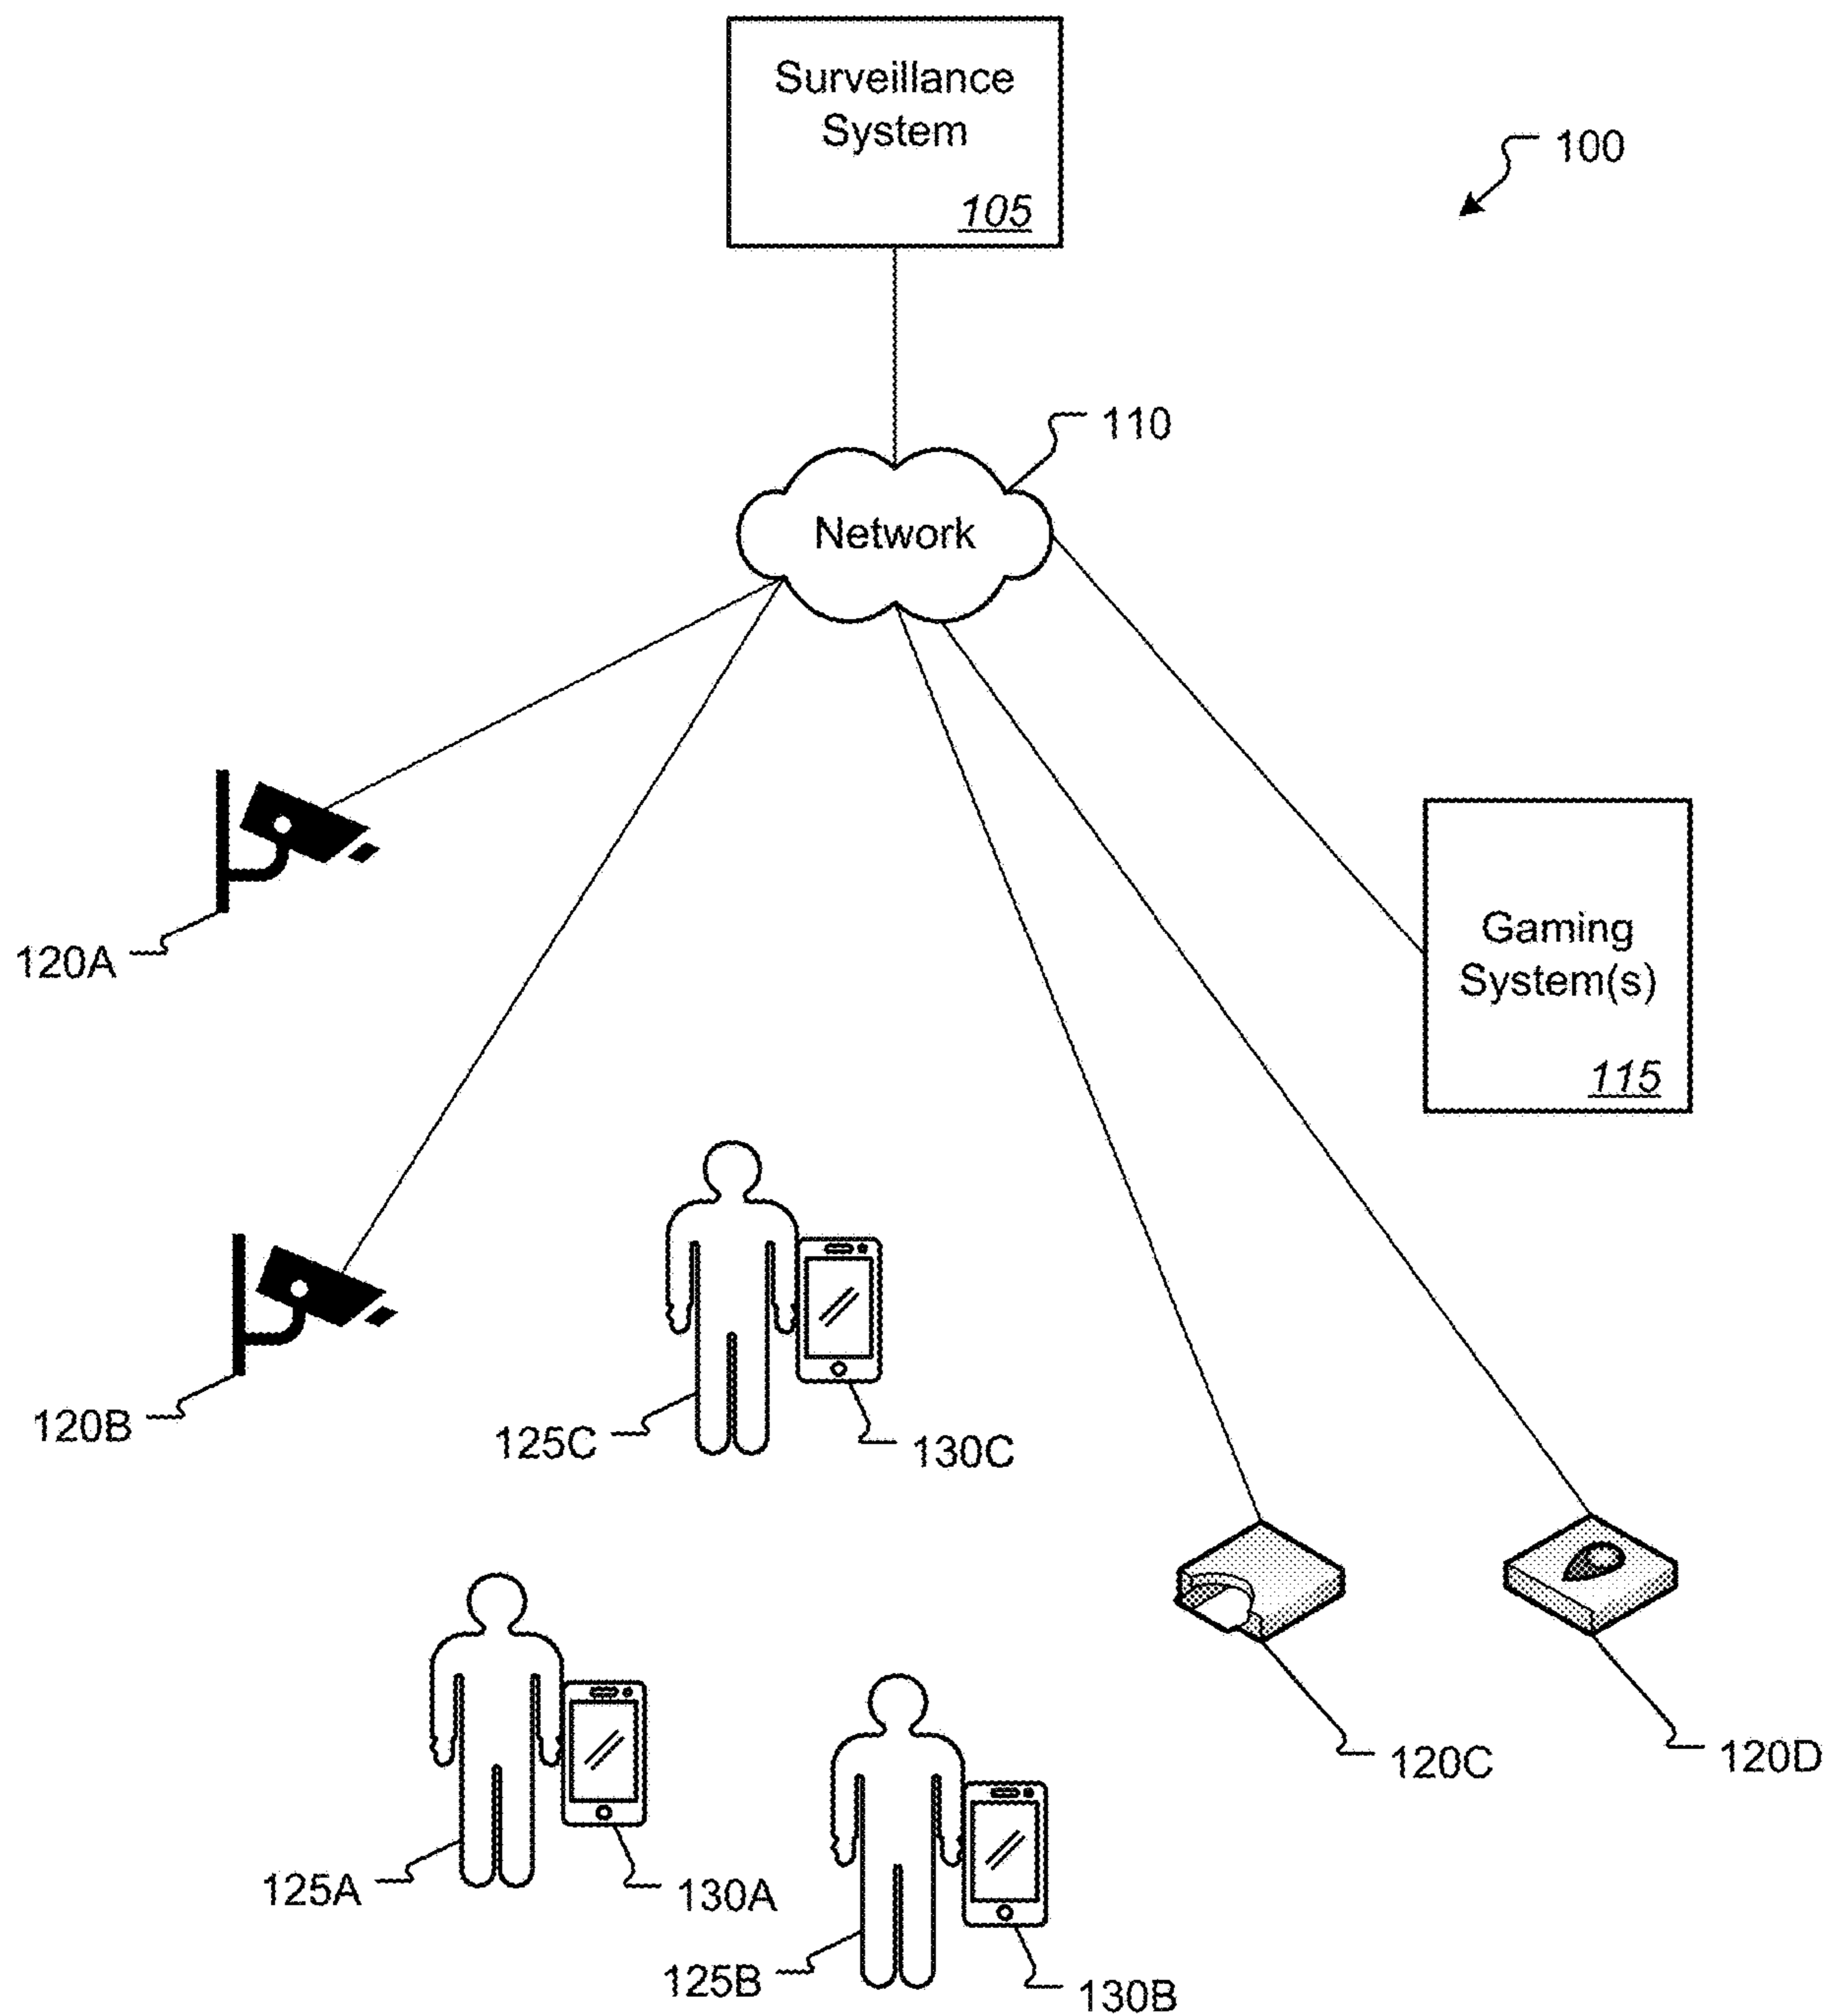 Surveillance
System
105
100
110
Network
Gaming
System(s)
115
120A
120B
125C
130C
120C
120D
125A
130A
125B
130B